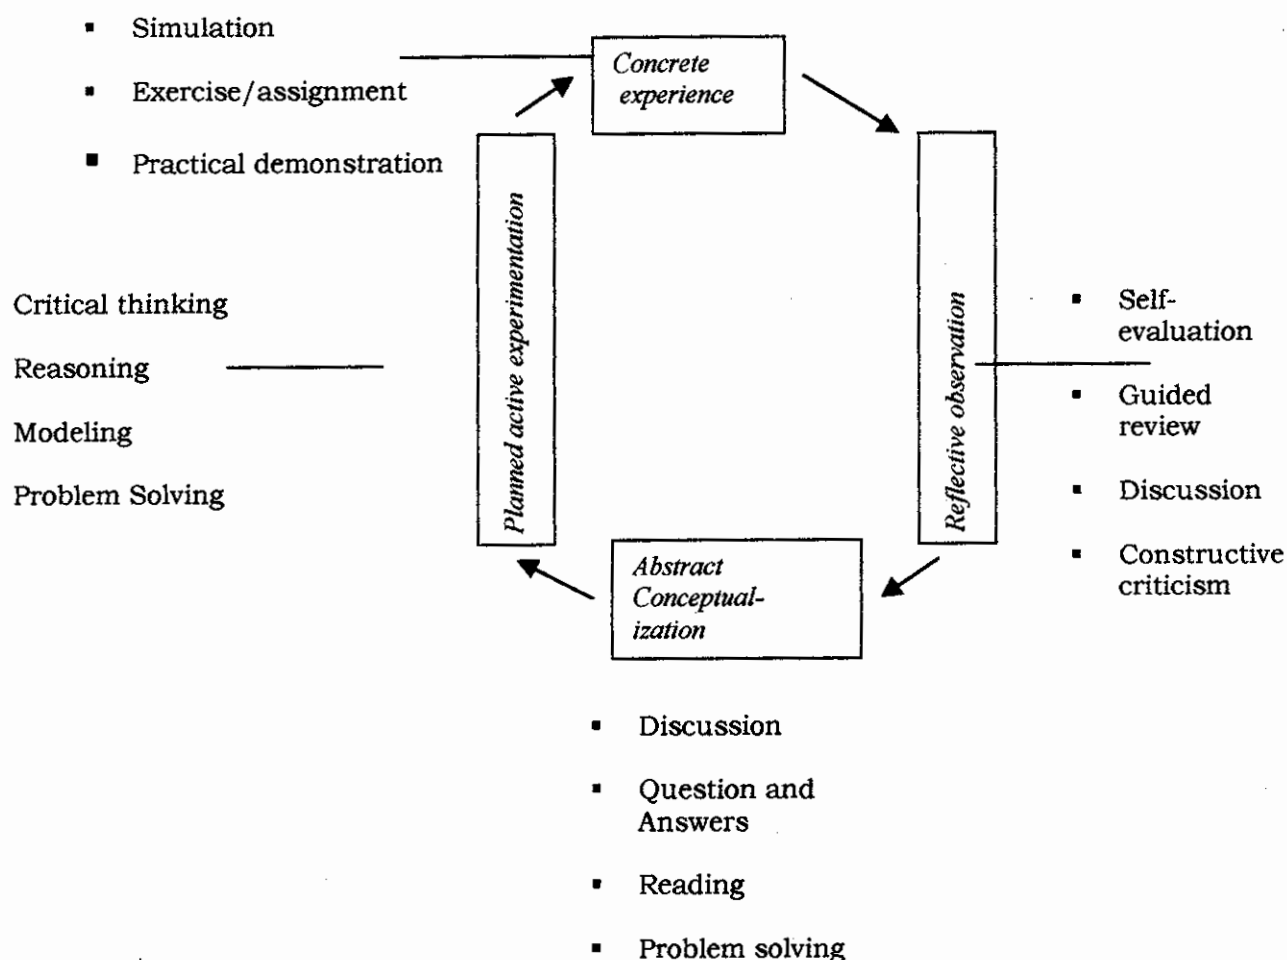 ▪ Simulation
▪ Exercise/assignment
▪ Practical demonstration
Concrete
experience
Planned active experimentation
Reflective observation
Critical thinking
Reasoning
Modeling
Problem Solving
▪ Self-
evaluation
▪ Guided
review
▪ Discussion
▪ Constructive
criticism
Abstract
Conceptual-
ization
▪ Discussion
▪ Question and
Answers
▪ Reading
▪ Problem solving